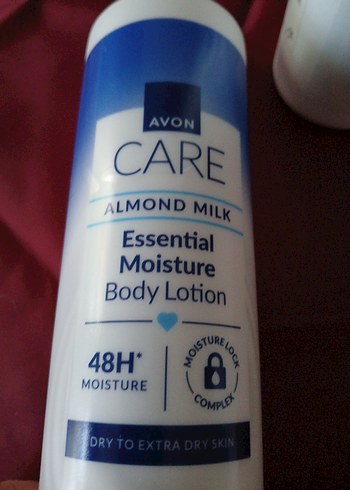 AVON
CARE
ALMOND MILK
Essential
Moisture
Body Lotion
48H*
MOISTURE
MOISTURE LOCK
COMPLEX
DRY TO EXTRA DRY SKIN